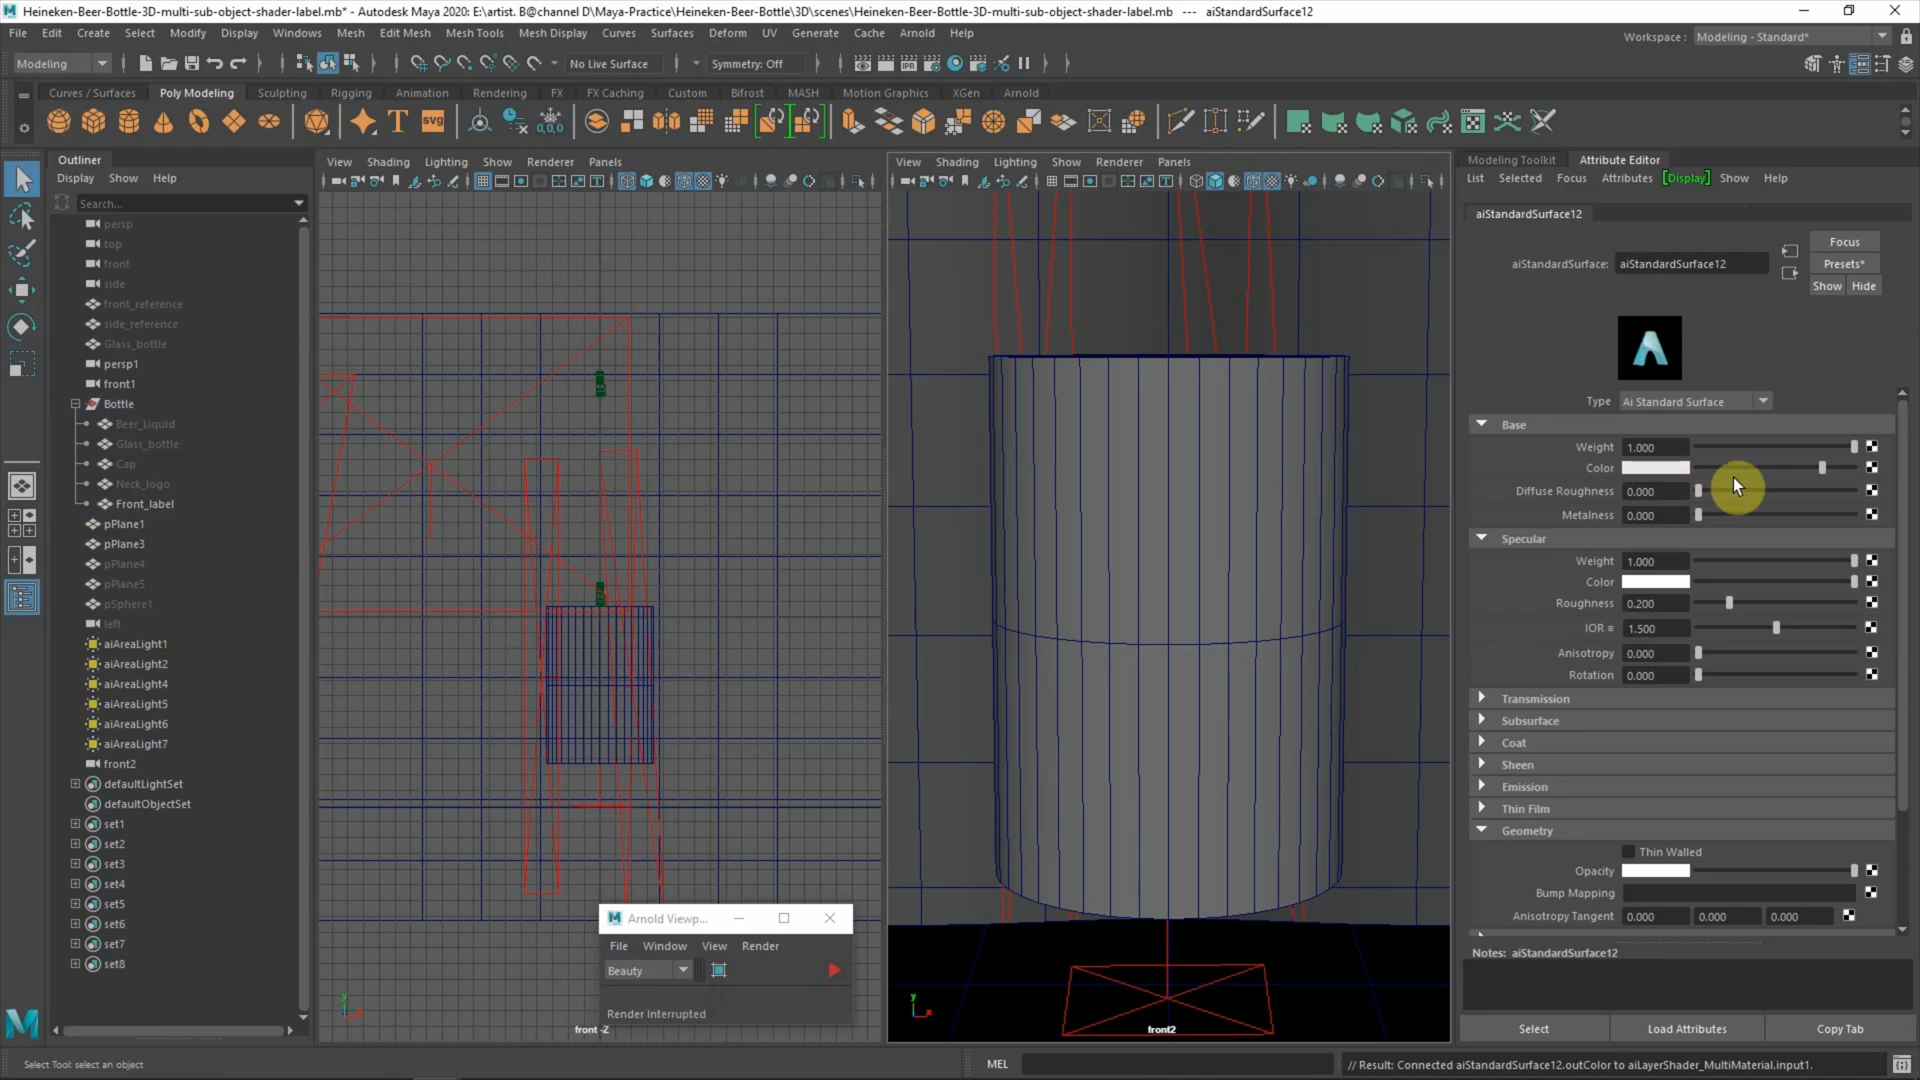 Heineken-Beer-Bottle-3D-multi-sub-object-shader-label.mb* - Autodesk Maya 2020: E:\artist. B@channel D\Maya-Practice\Heineken-Beer-Bottle\3D\scenes\Heineken-Beer-Bottle-3D-multi-sub-object-shader-label.mb --- aiStandardSurface12
File Edit Create Select Modify Display Windows Mesh Edit Mesh Mesh Tools Mesh Display Curves Surfaces Deform UV Generate Cache Arnold Help
Workspace : Modeling - Standard*
Modeling
No Live Surface
Symmetry: Off
Curves / Surfaces Poly Modeling Sculpting Rigging Animation Rendering FX FX Caching Custom Bifrost MASH Motion Graphics XGen Arnold
Outliner
Display Show Help
Search...
persp
top
front
side
front_reference
side_reference
Glass_bottle
persp1
front1
Bottle
Beer_Liquid
Glass_bottle
Cap
Neck_logo
Front_label
pPlane1
pPlane3
pPlane4
pPlane5
pSphere1
left
aiAreaLight1
aiAreaLight2
aiAreaLight4
aiAreaLight5
aiAreaLight6
aiAreaLight7
front2
defaultLightSet
defaultObjectSet
set1
set2
set3
set4
set5
set6
set7
set8
View Shading Lighting Show Renderer Panels
y
front -Z
Arnold Viewp...
File Window View Render
Beauty
Render Interrupted
View Shading Lighting Show Renderer Panels
y
x
front2
Modeling Toolkit Attribute Editor
List Selected Focus Attributes [Display] Show Help
aiStandardSurface12
aiStandardSurface: aiStandardSurface12
Focus
Presets*
Show Hide
Type Ai Standard Surface
Base
Weight 1.000
Color
Diffuse Roughness 0.000
Metalness 0.000
Specular
Weight 1.000
Color
Roughness 0.200
IOR = 1.500
Anisotropy 0.000
Rotation 0.000
Transmission
Subsurface
Coat
Sheen
Emission
Thin Film
Geometry
Thin Walled
Opacity
Bump Mapping
Anisotropy Tangent 0.000 0.000 0.000
Notes: aiStandardSurface12
Select Load Attributes Copy Tab
Select Tool: select an object
MEL
// Result: Connected aiStandardSurface12.outColor to aiLayerShader_MultiMaterial.input1.